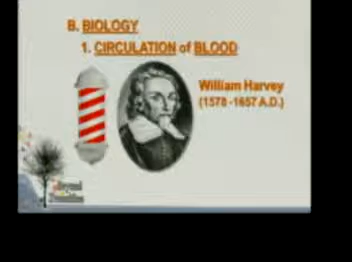 B. BIOLOGY
1. CIRCULATION of BLOOD
William Harvey
(1578 -1657 A.D.)